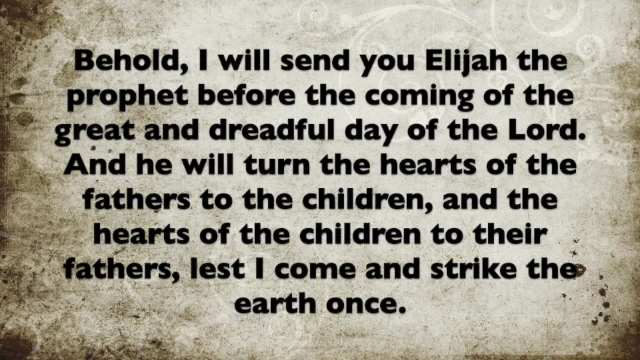 Behold, I will send you Elijah the
prophet before the coming of the
great and dreadful day of the Lord.
And he will turn the hearts of the
fathers to the children, and the
hearts of the children to their
fathers, lest I come and strike the
earth once.